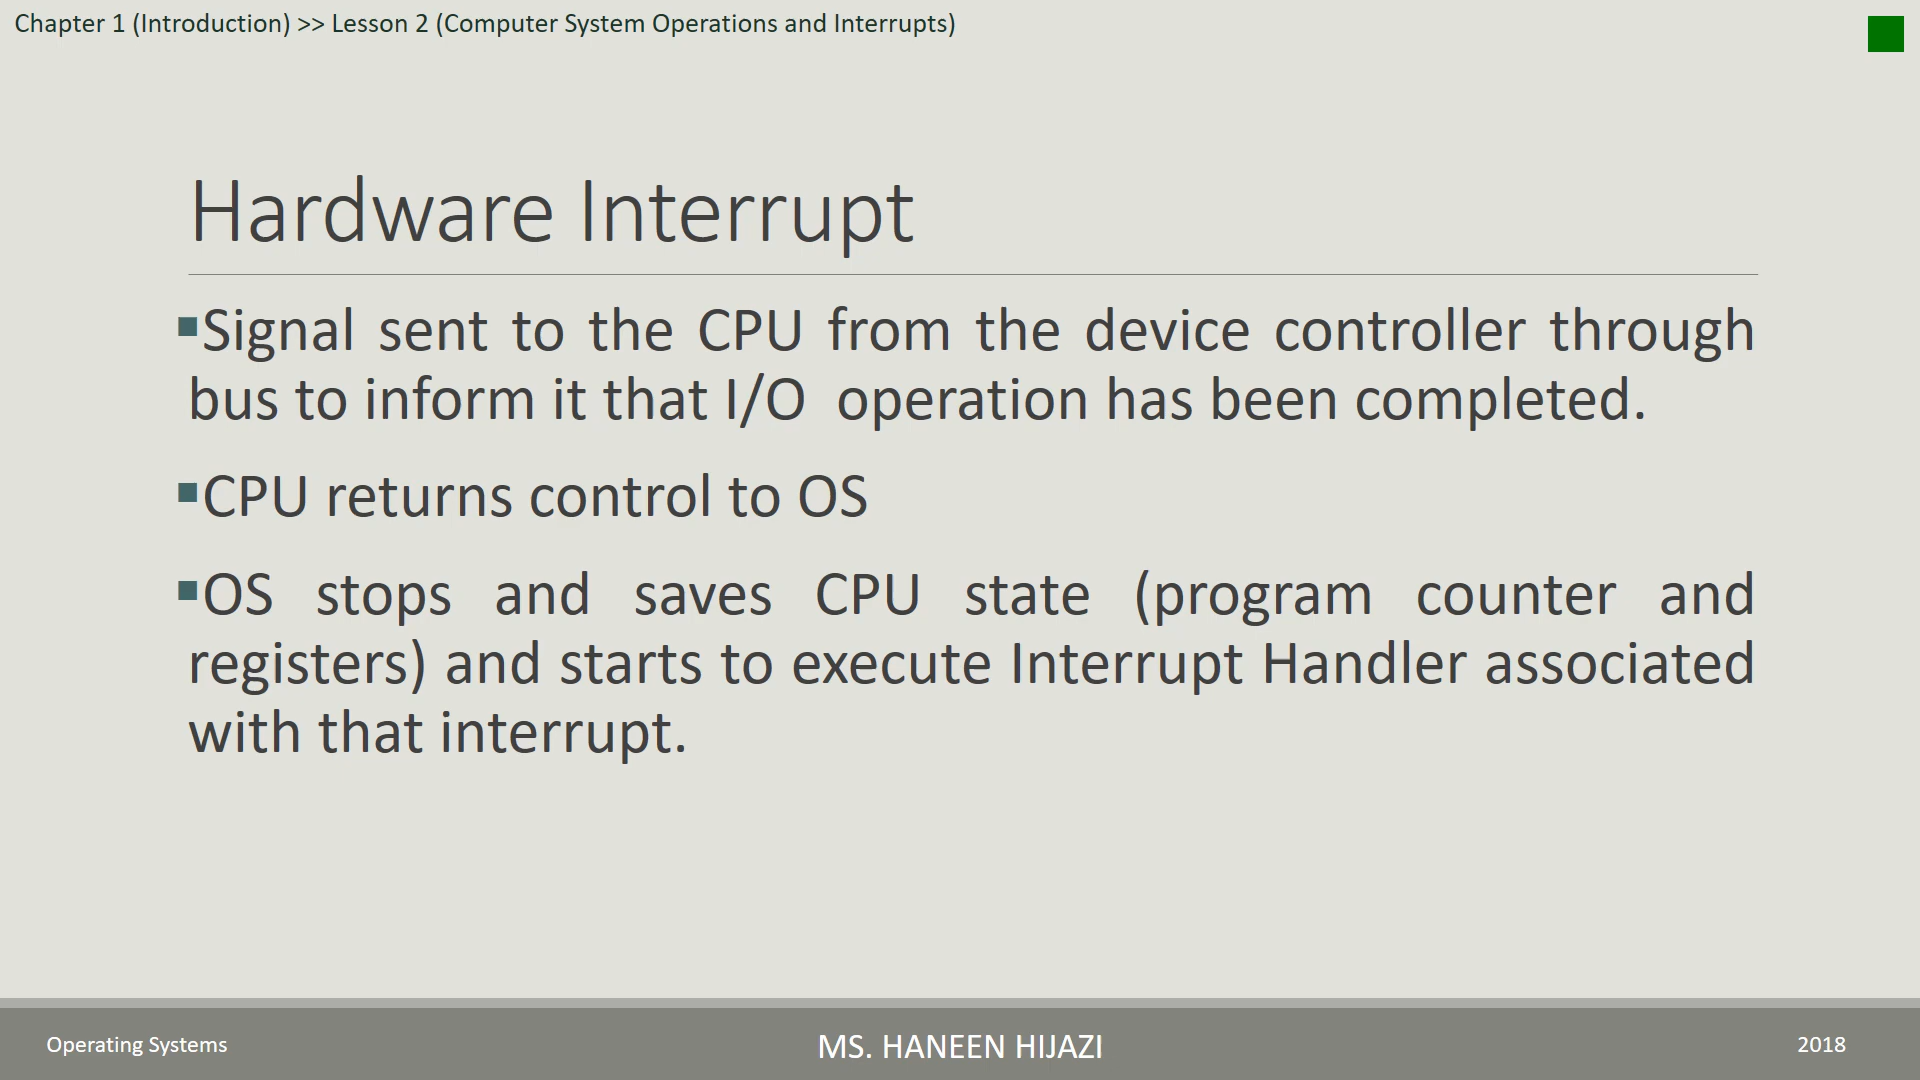 Chapter 1 (Introduction) >> Lesson 2 (Computer System Operations and Interrupts)
Hardware Interrupt
▪Signal sent to the CPU from the device controller through
bus to inform it that I/O  operation has been completed.
▪CPU returns control to OS
▪OS stops and saves CPU state (program counter and
registers) and starts to execute Interrupt Handler associated
with that interrupt.
Operating Systems
MS. HANEEN HIJAZI
2018